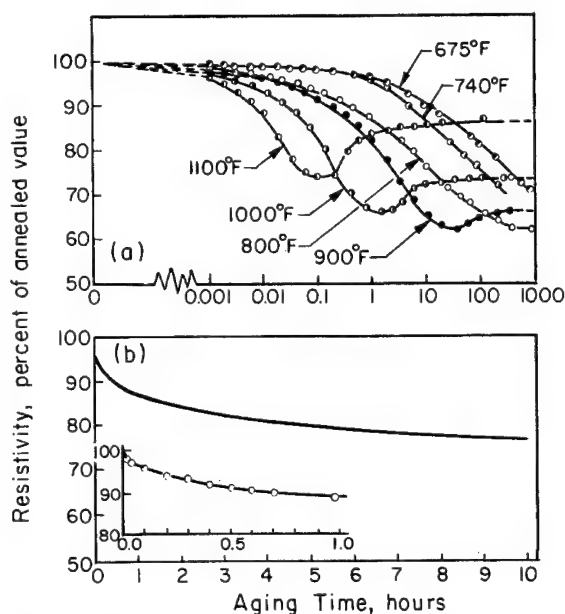 Resistivity, percent of annealed value
100
90
80
70
60
50
(a)
675°F
740°F
1100°F
1000°F
800°F
900°F
0 0.001 0.01 0.1 1 10 100 1000
100
90
80
70
60
50
(b)
100
90
80
0.0 0.5 1.0
0 1 2 3 4 5 6 7 8 9 10
Aging Time, hours